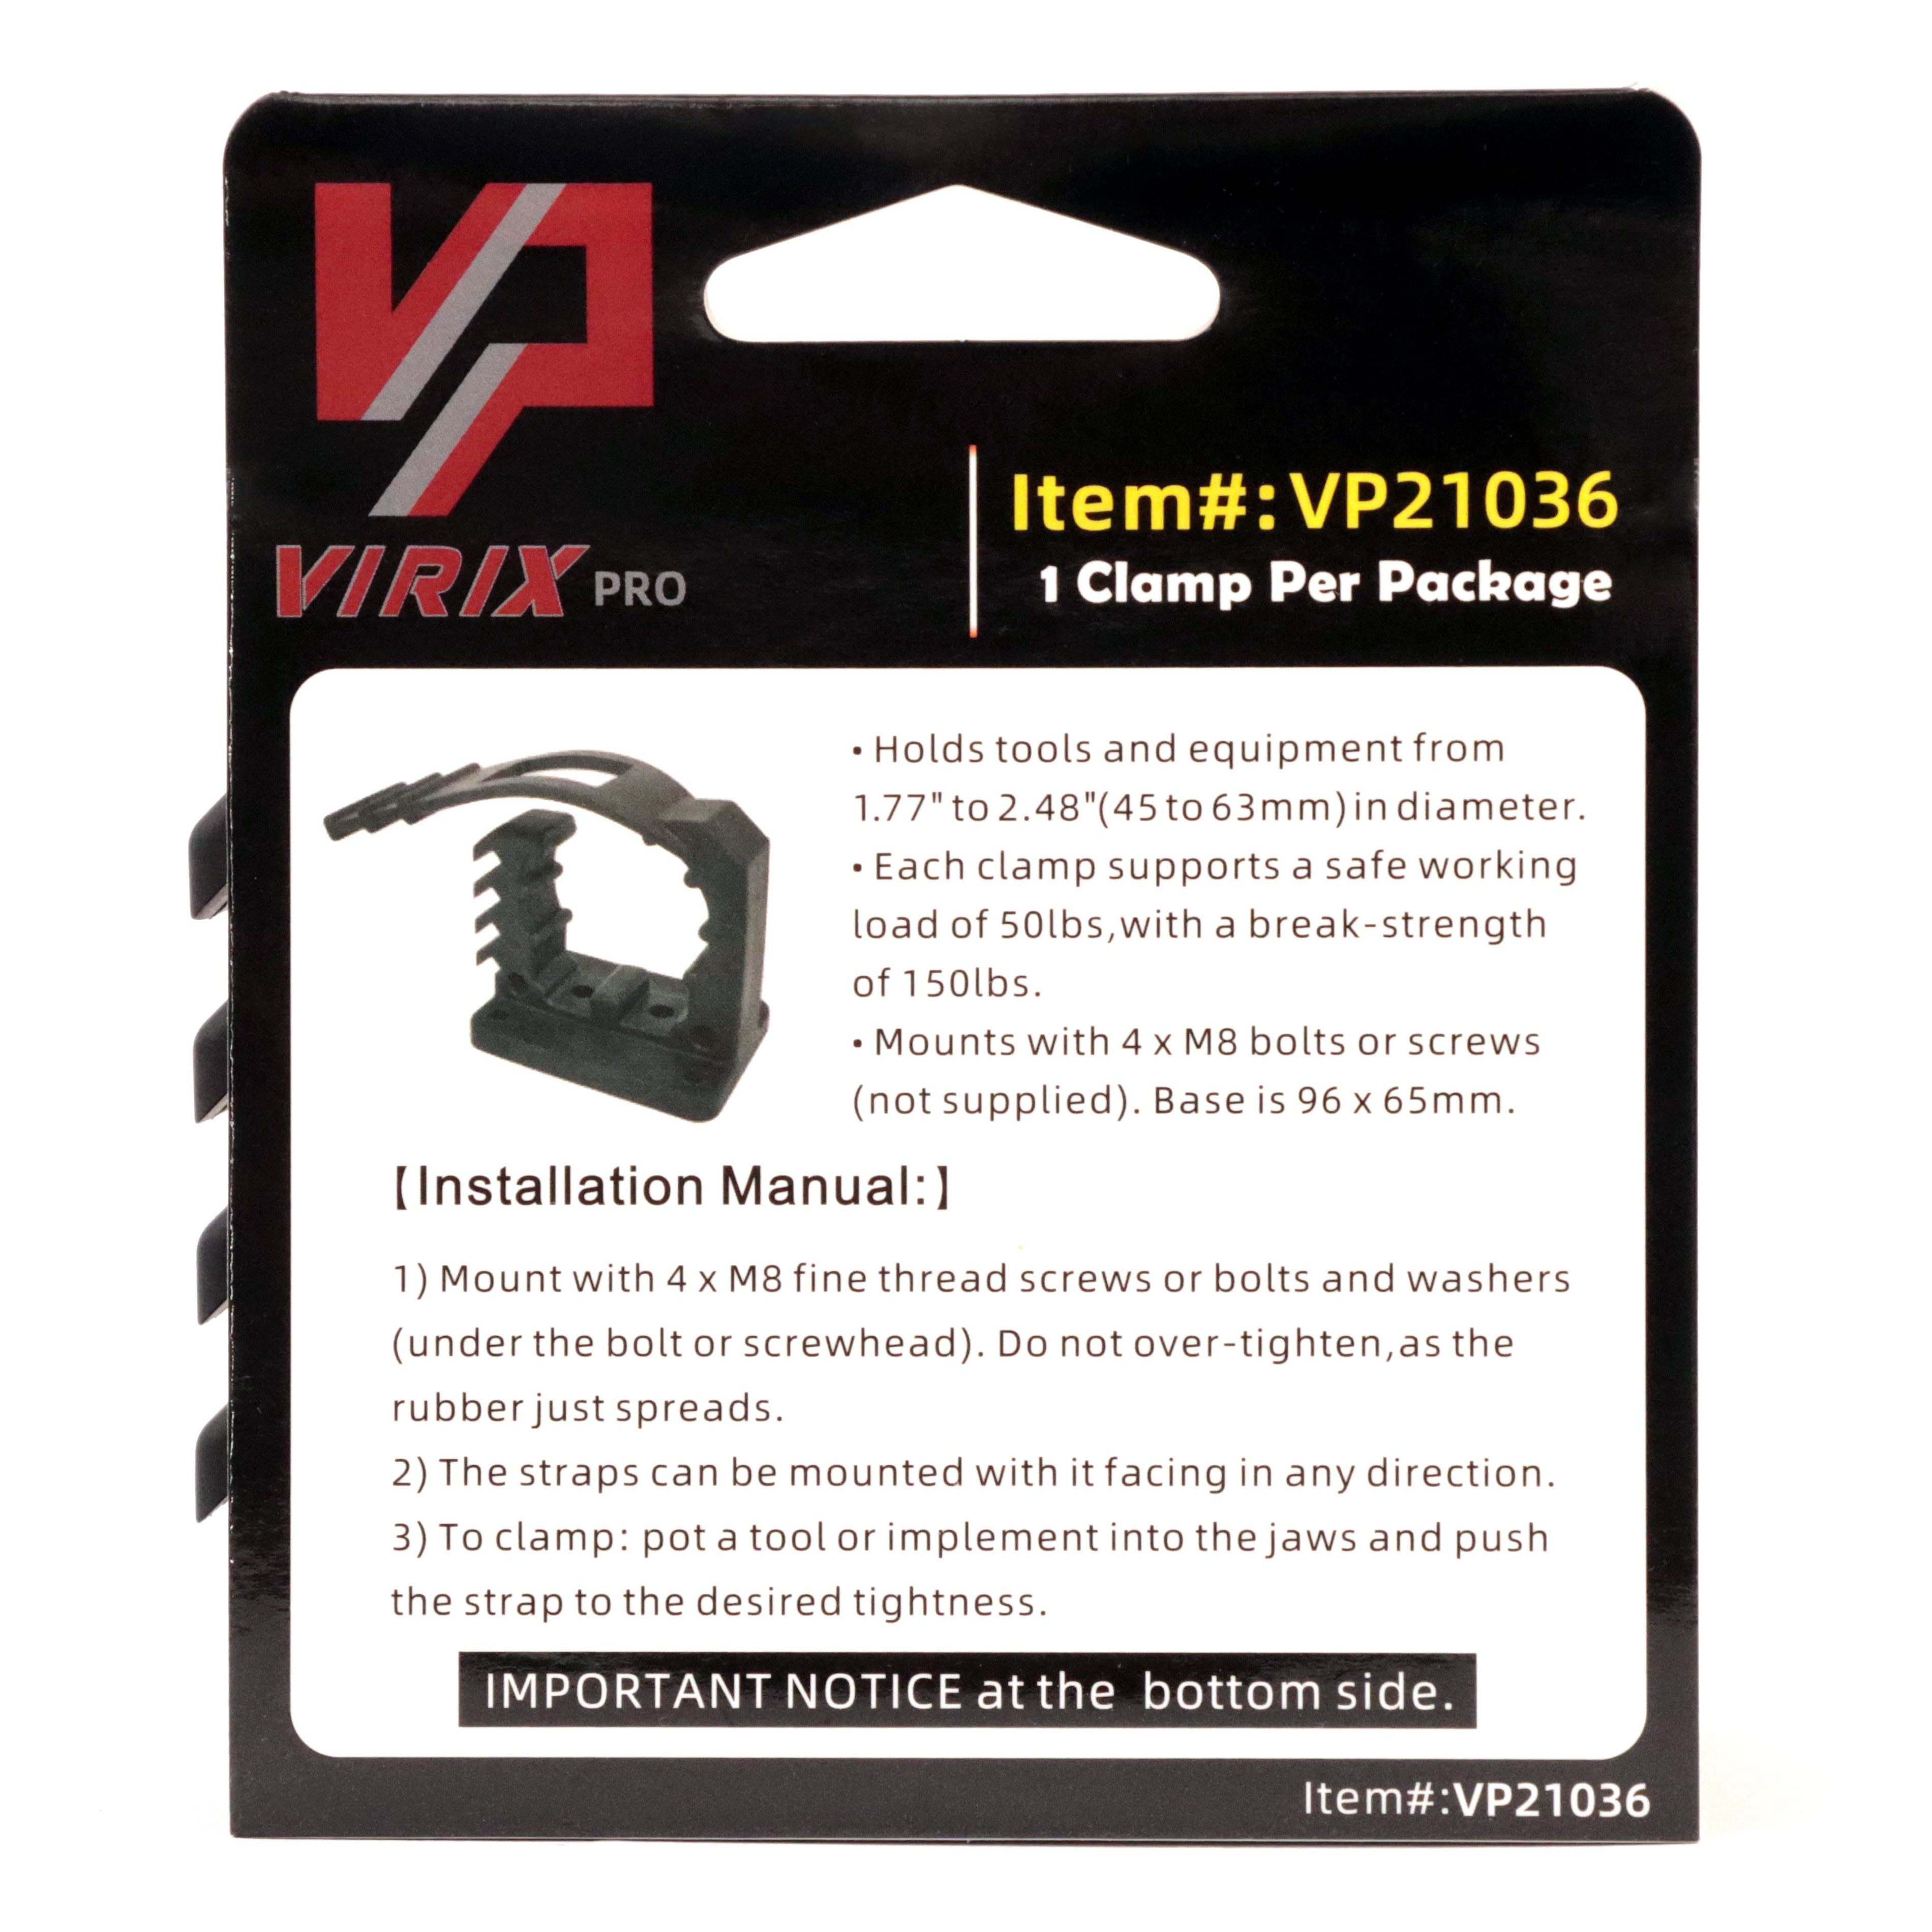 VP
VIRIX PRO
Item#:VP21036
1 Clamp Per Package
• Holds tools and equipment from
1.77" to 2.48"(45 to 63mm) in diameter.
• Each clamp supports a safe working
load of 50lbs,with a break-strength
of 150lbs.
• Mounts with 4 x M8 bolts or screws
(not supplied). Base is 96 x 65mm.
【Installation Manual:】
1) Mount with 4 x M8 fine thread screws or bolts and washers
(under the bolt or screwhead). Do not over-tighten,as the
rubber just spreads.
2) The straps can be mounted with it facing in any direction.
3) To clamp: pot a tool or implement into the jaws and push
the strap to the desired tightness.
IMPORTANT NOTICE at the bottom side.
Item#:VP21036